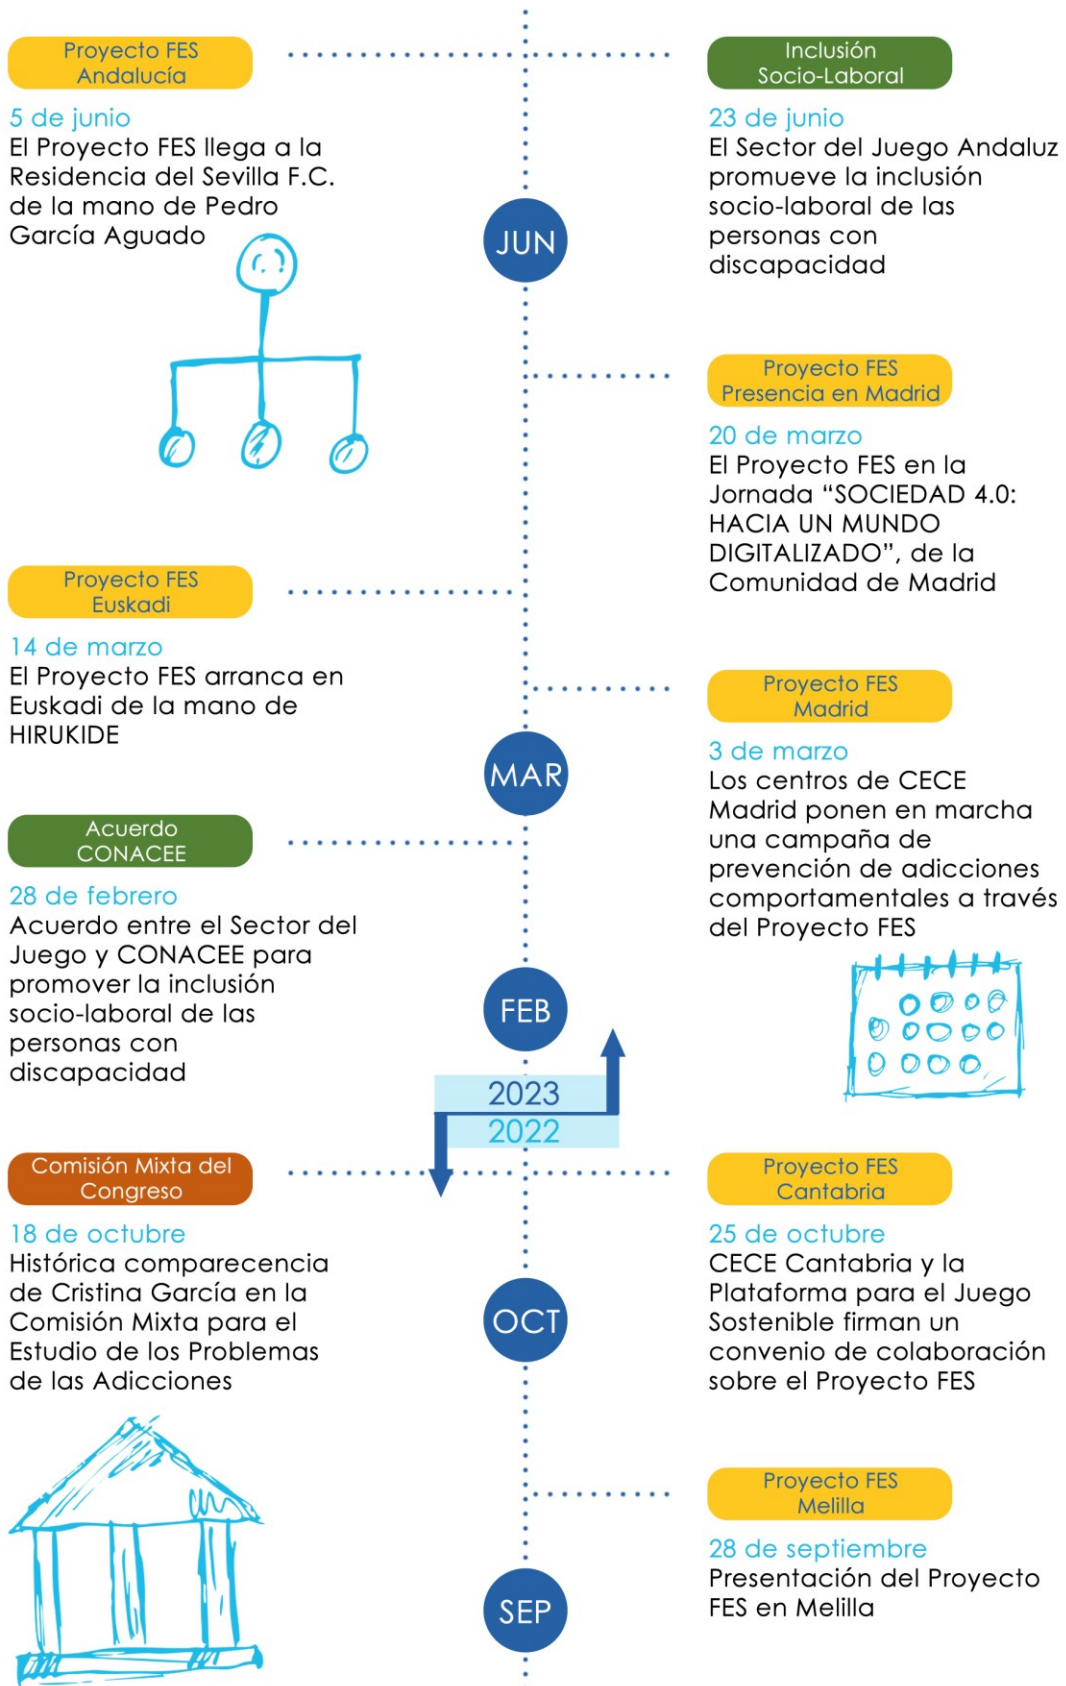 Proyecto FES
Andalucía
5 de junio
El Proyecto FES llega a la
Residencia del Sevilla F.C.
de la mano de Pedro
García Aguado
Inclusión
Socio-Laboral
23 de junio
El Sector del Juego Andaluz
promueve la inclusión
socio-laboral de las
personas con
discapacidad
JUN
Proyecto FES
Presencia en Madrid
20 de marzo
El Proyecto FES en la
Jornada “SOCIEDAD 4.0:
HACIA UN MUNDO
DIGITALIZADO”, de la
Comunidad de Madrid
Proyecto FES
Euskadi
14 de marzo
El Proyecto FES arranca en
Euskadi de la mano de
HIRUKIDE
Proyecto FES
Madrid
3 de marzo
Los centros de CECE
Madrid ponen en marcha
una campaña de
prevención de adicciones
comportamentales a través
del Proyecto FES
MAR
Acuerdo
CONACEE
28 de febrero
Acuerdo entre el Sector del
Juego y CONACEE para
promover la inclusión
socio-laboral de las
personas con
discapacidad
FEB
2023
2022
Comisión Mixta del
Congreso
18 de octubre
Histórica comparecencia
de Cristina García en la
Comisión Mixta para el
Estudio de los Problemas
de las Adicciones
Proyecto FES
Cantabria
25 de octubre
CECE Cantabria y la
Plataforma para el Juego
Sostenible firman un
convenio de colaboración
sobre el Proyecto FES
OCT
Proyecto FES
Melilla
28 de septiembre
Presentación del Proyecto
FES en Melilla
SEP